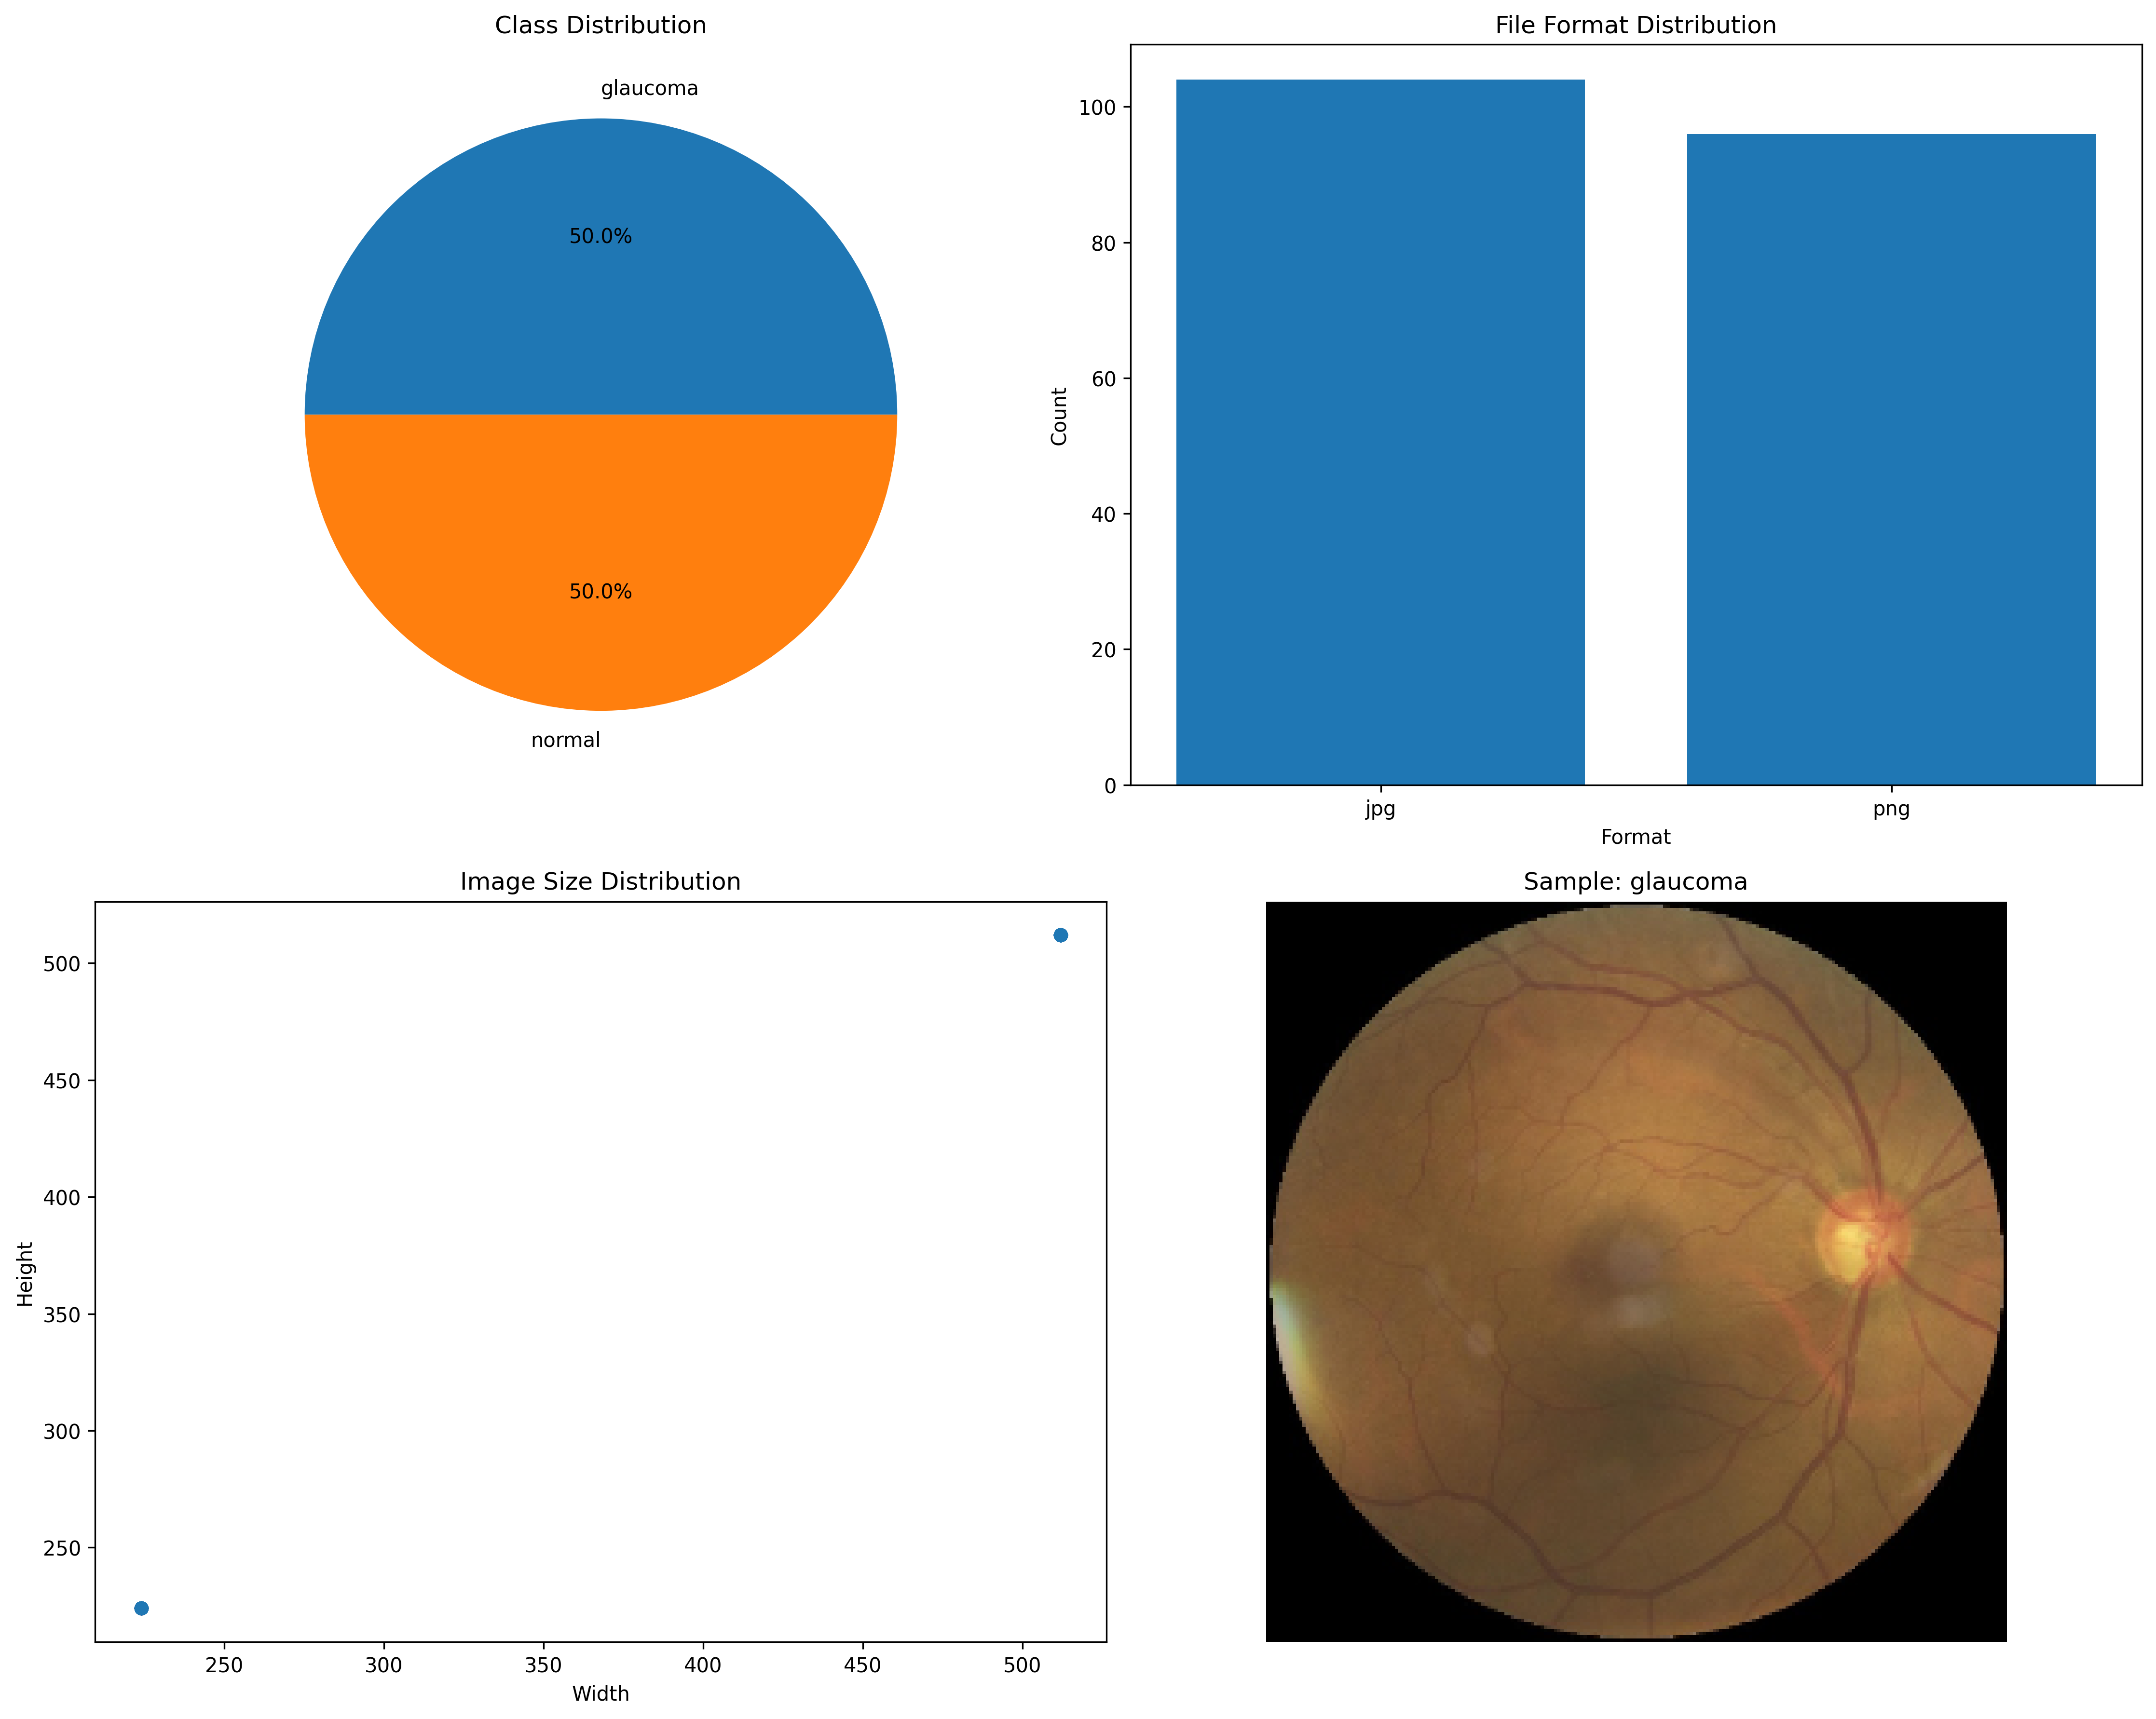 Class Distribution
glaucoma
50.0%
50.0%
normal
File Format Distribution
100
80
60
40
20
0
Count
jpg
png
Format
Image Size Distribution
500
450
400
350
300
250
Height
250
300
350
400
450
500
Width
Sample: glaucoma